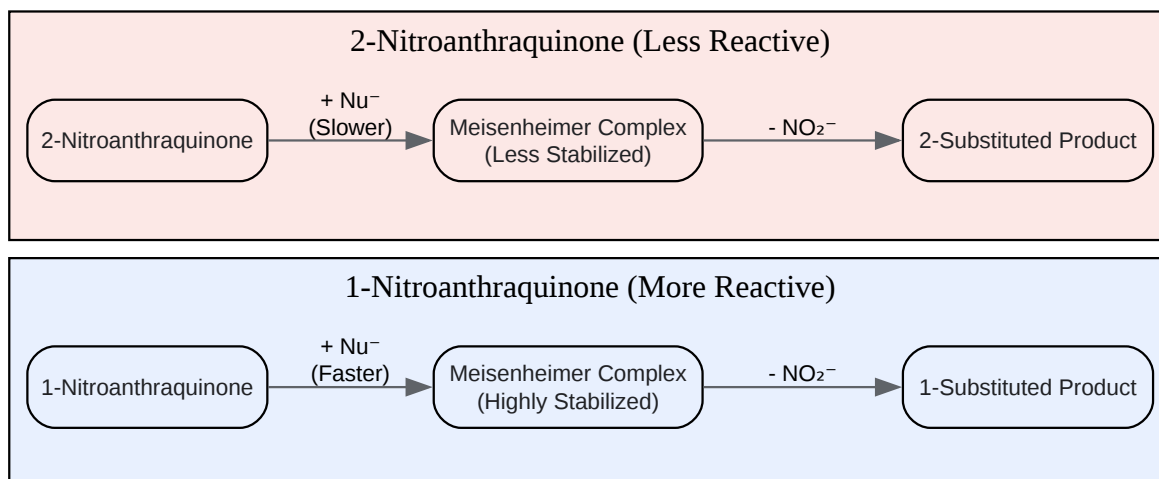 2-Nitroanthraquinone (Less Reactive)
2-Nitroanthraquinone
+ Nu⁻
(Slower)
Meisenheimer Complex
(Less Stabilized)
- NO₂⁻
2-Substituted Product
1-Nitroanthraquinone (More Reactive)
1-Nitroanthraquinone
+ Nu⁻
(Faster)
Meisenheimer Complex
(Highly Stabilized)
- NO₂⁻
1-Substituted Product